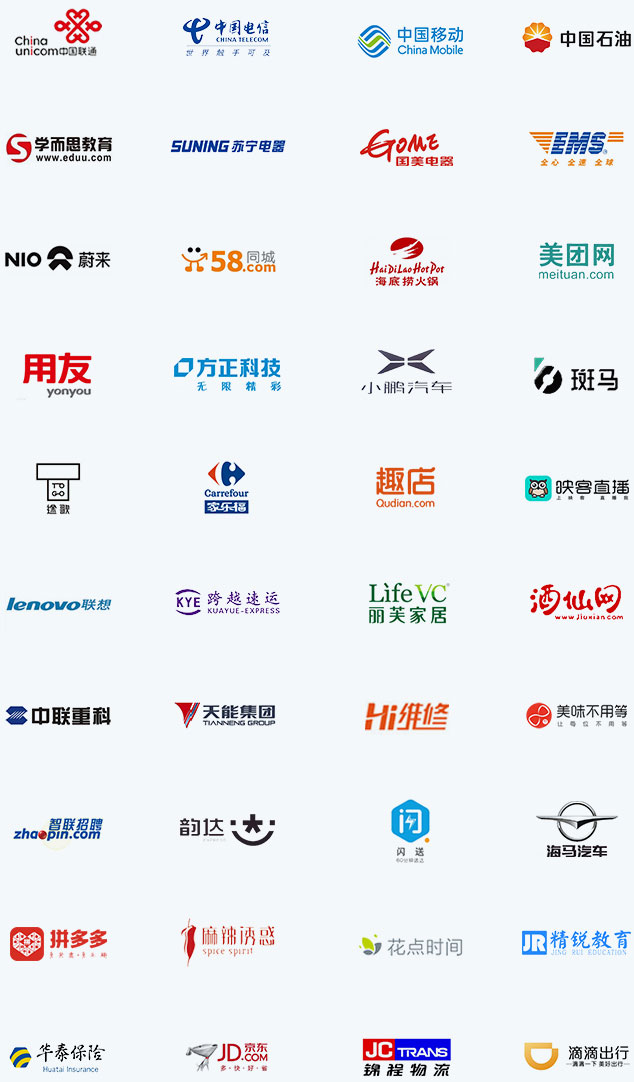 China
unicom中国联通
中国电信
CHINA TELECOM
世界触手可及
中国移动
China Mobile
中国石油
学而思教育
www.eduu.com
SUNING 苏宁电器
GOME
国美电器
EMS
全心 全速 全球
NIO 蔚来
58同城
.com
HaiDiLao HotPot
海底捞火锅
美团网
meituan.com
用友
yonyou
方正科技
无限精彩
小鹏汽车
斑马
途歌
Carrefour
家乐福
趣店
Qudian.com
映客直播
lenovo联想
KYE 跨越速运
KUAYUE-EXPRESS
Life VC
丽芙家居
酒仙网
www.Jiuxian.com
中联重科
天能集团
TIANNENG GROUP
Hi维修
美味不用等
让每位不用等
智联招聘
zhaopin.com
韵达
闪
闪送
海马汽车
拼多多
麻辣诱惑
spice spirit
花点时间
JR 精锐教育
JING RUI EDUCATION
华泰保险
Huatai Insurance
JD 京东
.COM
多·快·好·省
JC TRANS
锦程物流
滴滴出行
滴滴一下 美好出行